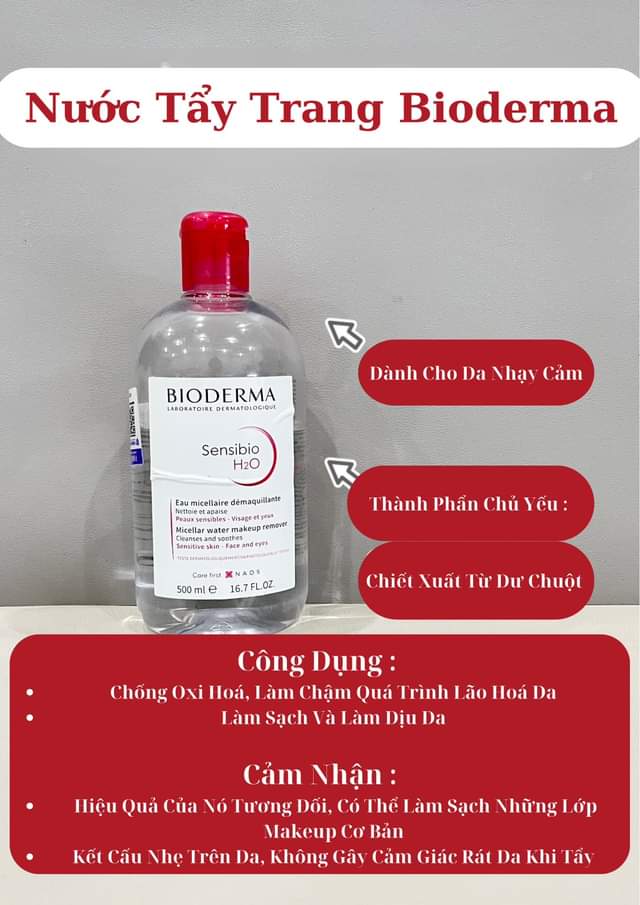 Nước Tẩy Trang Bioderma
Dành Cho Da Nhạy Cảm
BIODERMA
LABORATOIRE DERMATOLOGIQUE
Sensibio
H₂O
Eau micellaire démaquillante
Nettoie et apaise
Peaux sensibles - Visage et yeux
Micellar water makeup remover
Cleanses and soothes
Sensitive skin - Face and eyes
Care first NAOS
500 ml e 16.7 FL.OZ.
Thành Phẩn Chủ Yếu :
Chiết Xuất Từ Dư Chuột
Công Dụng :
• Chống Oxi Hoá, Làm Chậm Quá Trình Lão Hoá Da
• Làm Sạch Và Làm Dịu Da
Cảm Nhận :
• Hiệu Quả Của Nó Tương Dối, Có Thể Làm Sạch Những Lớp
Makeup Cơ Bản
• Kết Cấu Nhẹ Trên Da, Không Gây Cảm Giác Rát Da Khi Tẩy